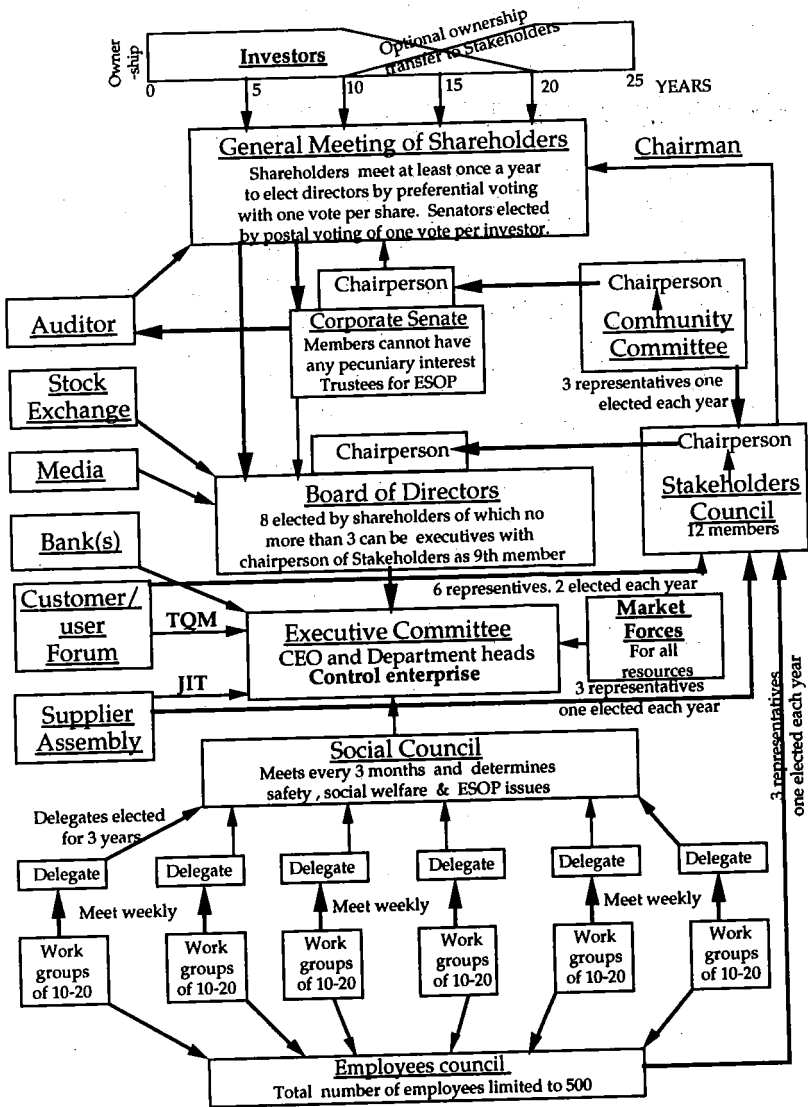 Owner
-ship
Investors
Optional ownership
transfer to Stakeholders
0
5
10
15
20
25
YEARS
General Meeting of Shareholders
Shareholders meet at least once a year
to elect directors by preferential voting
with one vote per share. Senators elected
by postal voting of one vote per investor.
Chairman
Auditor
Chairperson
Corporate Senate
Members cannot have
any pecuniary interest
Trustees for ESOP
Chairperson
Community
Committee
3 representatives one
elected each year
Stock
Exchange
Media
Chairperson
Board of Directors
8 elected by shareholders of which no
more than 3 can be executives with
chairperson of Stakeholders as 9th member
Chairperson
Stakeholders
Council
12 members
Bank(s)
6 representives. 2 elected each year
Customer/
user
Forum
TQM
Executive Committee
CEO and Department heads
Control enterprise
Market
Forces
For all
resources
JIT
3 representatives
one elected each year
Supplier
Assembly
3 representatives
one elected each year
Social Council
Meets every 3 months and determines
safety , social welfare & ESOP issues
Delegates elected
for 3 years
Delegate
Delegate
Delegate
Delegate
Delegate
Delegate
Meet weekly
Meet weekly
Meet weekly
Work
groups
of 10-20
Work
groups
of 10-20
Work
groups
of 10-20
Work
groups
of 10-20
Work
groups
of 10-20
Work
groups
of 10-20
Employees council
Total number of employees limited to 500